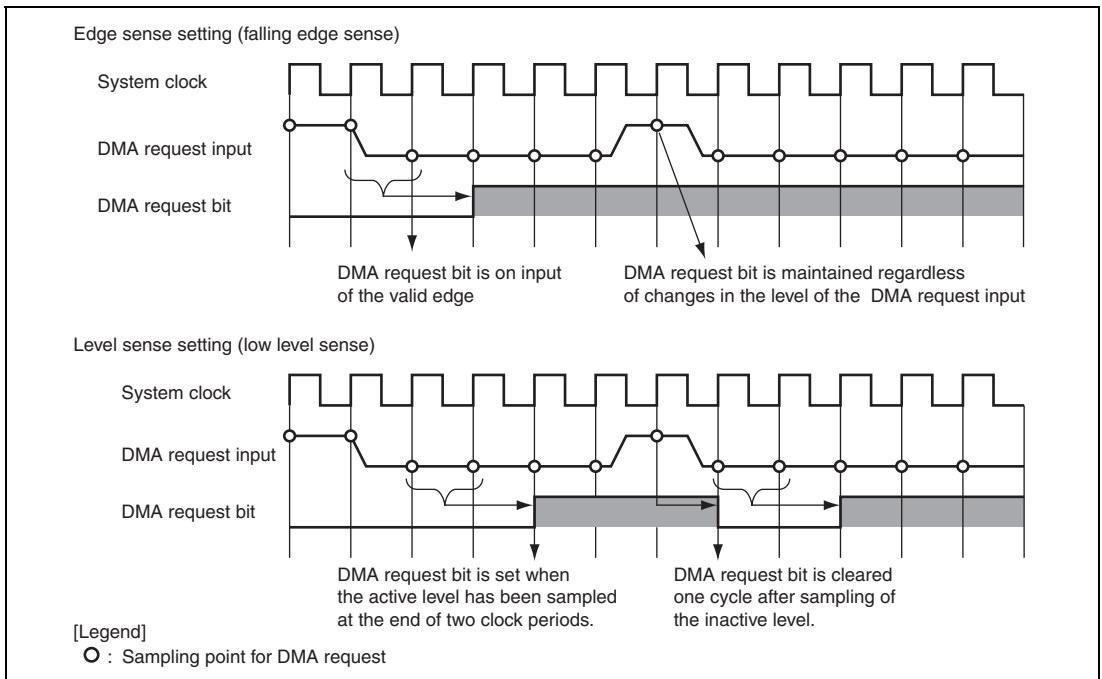 Edge sense setting (falling edge sense)
System clock
DMA request input
DMA request bit
DMA request bit is on input
of the valid edge
DMA request bit is maintained regardless
of changes in the level of the DMA request input
Level sense setting (low level sense)
System clock
DMA request input
DMA request bit
DMA request bit is set when
the active level has been sampled
at the end of two clock periods.
DMA request bit is cleared
one cycle after sampling of
the inactive level.
[Legend]
O : Sampling point for DMA request